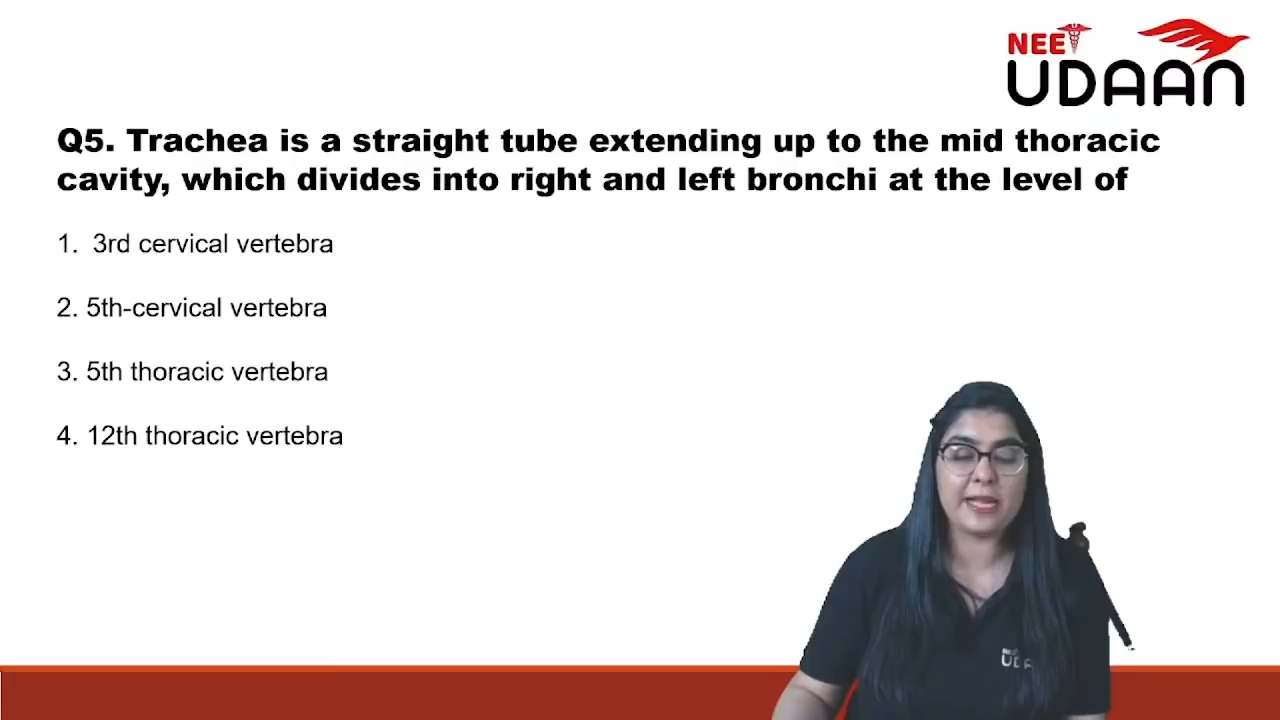 NEET
UDAAN
Q5. Trachea is a straight tube extending up to the mid thoracic
cavity, which divides into right and left bronchi at the level of
1. 3rd cervical vertebra
2. 5th-cervical vertebra
3. 5th thoracic vertebra
4. 12th thoracic vertebra